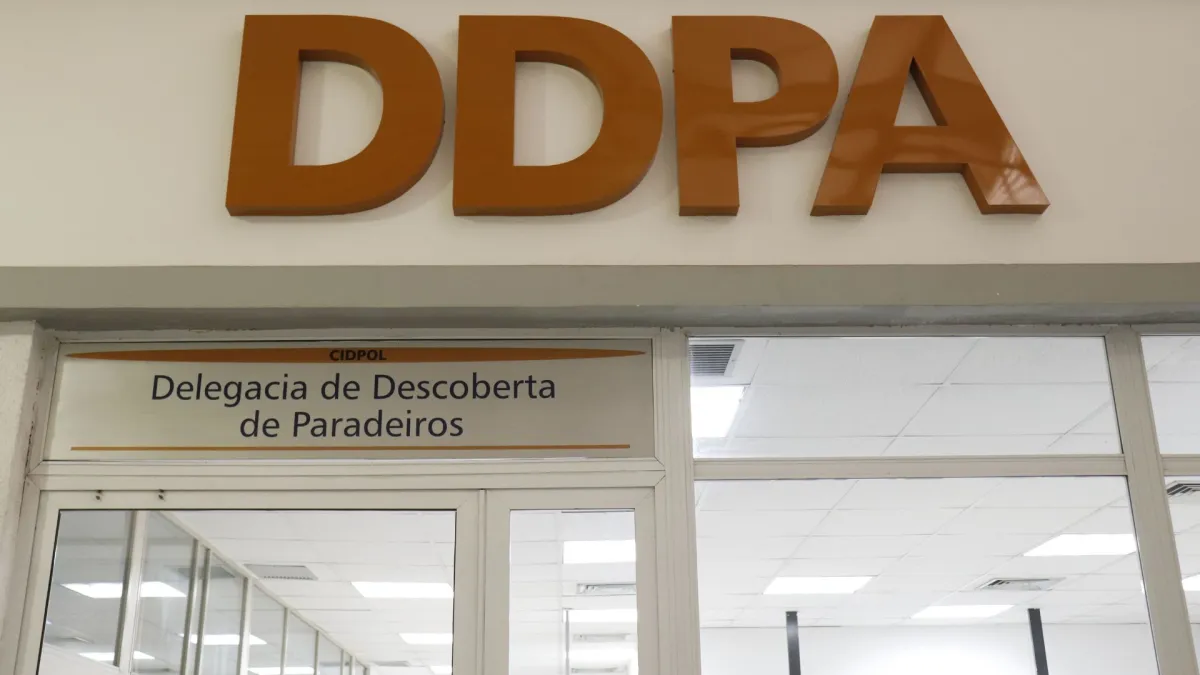 DDPA
CIDPOL
Delegacia de Descoberta
de Paradeiros